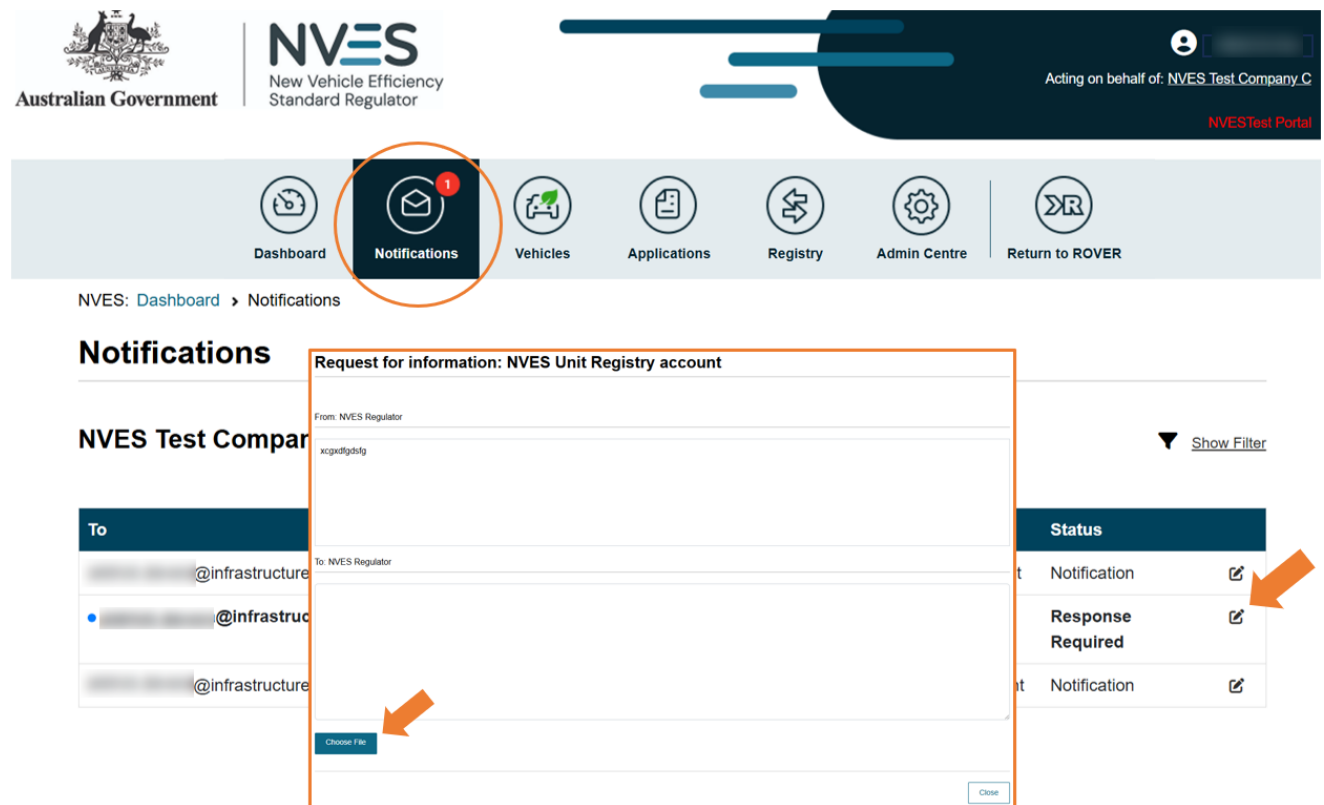 Australian Government
NVES
New Vehicle Efficiency
Standard Regulator
Acting on behalf of: NVES Test Company C
NVESTest Portal
1
Dashboard
Notifications
Vehicles
Applications
Registry
Admin Centre
Return to ROVER
NVES: Dashboard › Notifications
Notifications
Request for information: NVES Unit Registry account
From: NVES Regulator
NVES Test Compar
Show Filter
xcgxdfgdsfg
To
Status
To: NVES Regulator
@infrastructure
t
Notification
@infrastruc
Response
Required
@infrastructure
nt
Notification
Choose File
Close